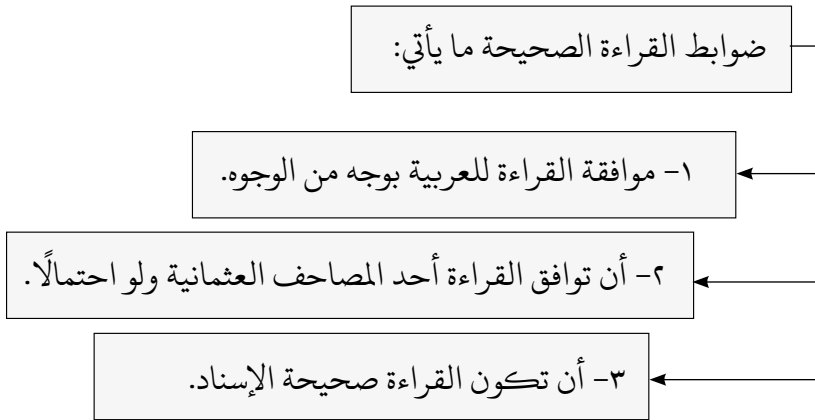 ضوابط القراءة الصحيحة ما يأتي:
١- موافقة القراءة للعربية بوجه من الوجوه.
٢- أن توافق القراءة أحد المصاحف العثمانية ولو احتمالًا.
٣- أن تكون القراءة صحيحة الإسناد.